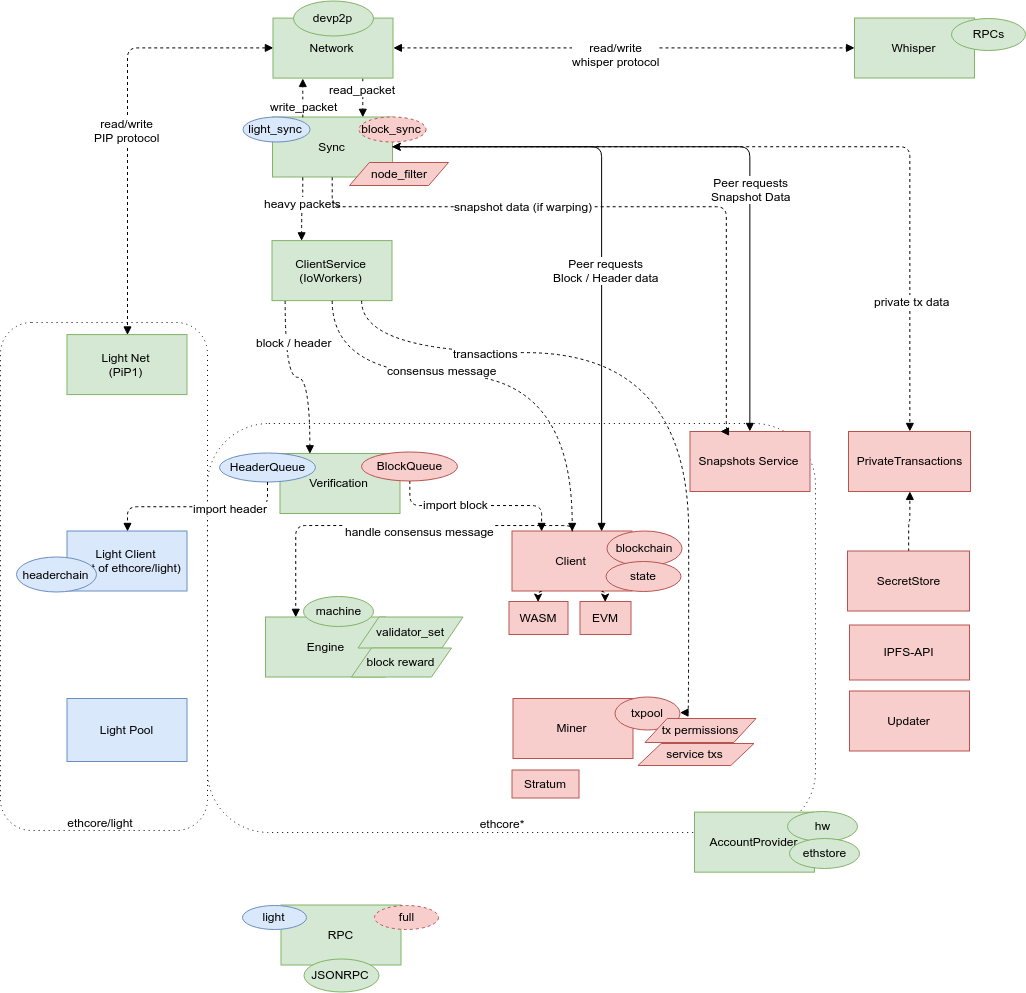 devp2p
Network
read/write
whisper protocol
Whisper
RPCs
read_packet
write_packet
read/write
PIP protocol
light_sync
block_sync
Sync
node_filter
Peer requests
Snapshot Data
heavy packets
snapshot data (if warping)
ClientService
(IoWorkers)
Peer requests
Block / Header data
private tx data
block / header
transactions
consensus message
Light Net
(PiP1)
HeaderQueue
BlockQueue
Verification
Snapshots Service
PrivateTransactions
import header
import block
handle consensus message
Light Client
t of ethcore/light)
headerchain
Client
blockchain
state
WASM
EVM
SecretStore
machine
Engine
validator_set
block reward
IPFS-API
Light Pool
Miner
txpool
tx permissions
service txs
Updater
Stratum
ethcore/light
ethcore*
AccountProvider
hw
ethstore
light
full
RPC
JSONRPC